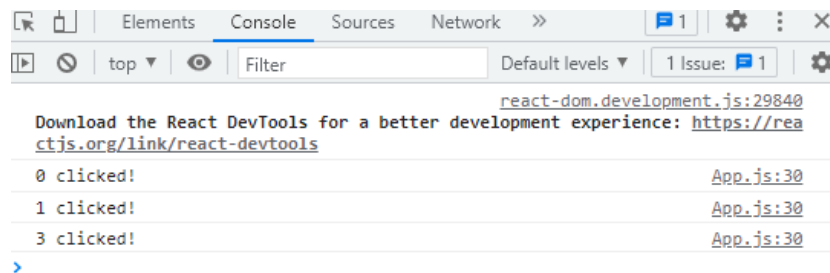 Elements Console Sources Network » 1
top ▼ Filter Default levels ▼ 1 Issue: 1
react-dom.development.js:29840
Download the React DevTools for a better development experience: https://rea
ctjs.org/link/react-devtools
0 clicked! App.js:30
1 clicked! App.js:30
3 clicked! App.js:30
>